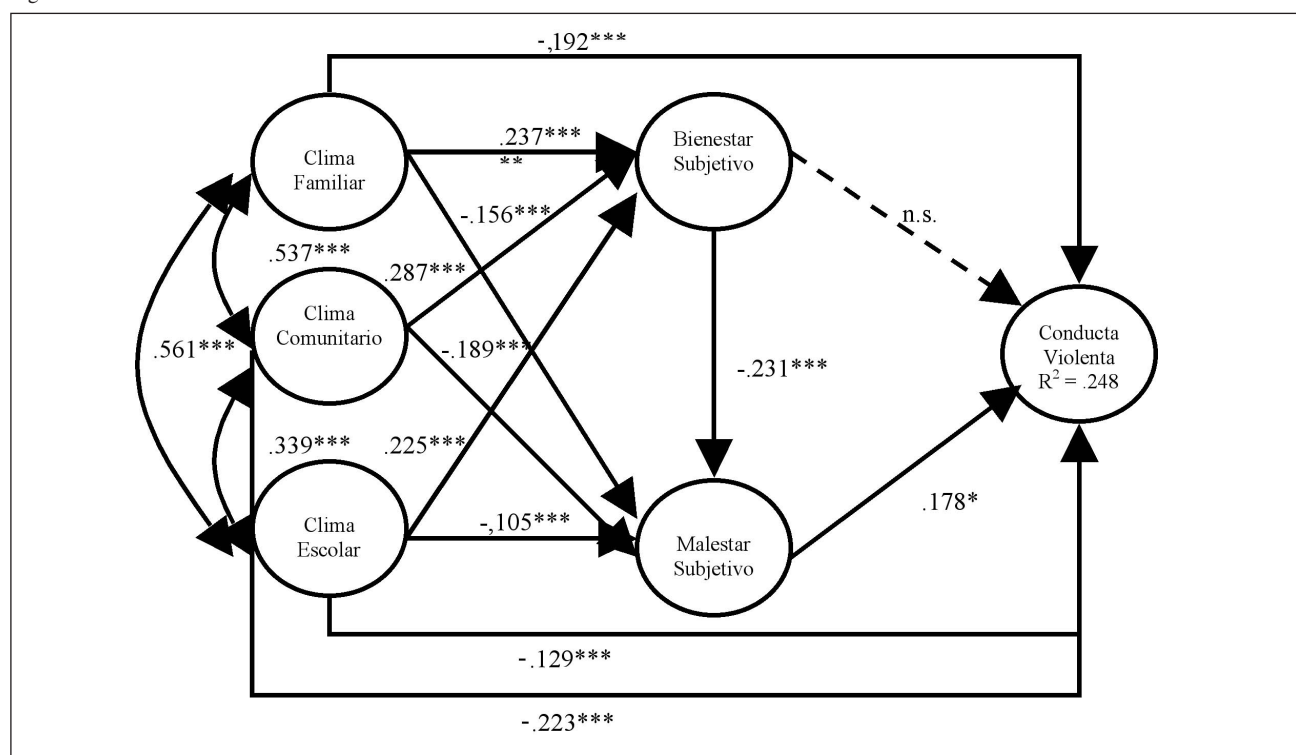 -,192***
Clima
Familiar
.237***
**
Bienestar
Subjetivo
-.156***
n.s.
.537***
.287***
Clima
Comunitario
.561***
-.189***
-.231***
Conducta
Violenta
R² = .248
.339***
.225***
.178*
Clima
Escolar
-,105***
Malestar
Subjetivo
-.129***
-.223***